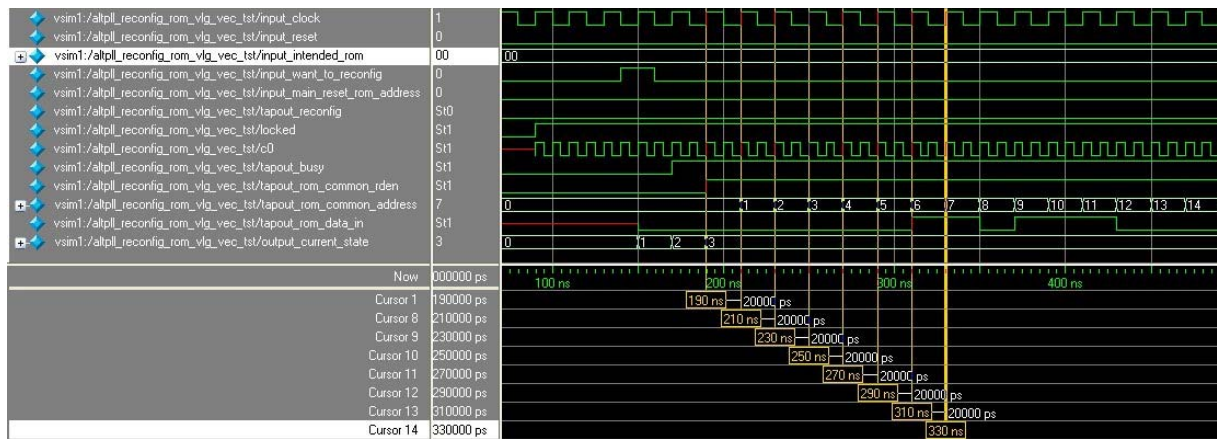 vsim1:/altpll_reconfig_rom_vlg_vec_tst/input_clock 1
vsim1:/altpll_reconfig_rom_vlg_vec_tst/input_reset 0
vsim1:/altpll_reconfig_rom_vlg_vec_tst/input_intended_rom 00 00
vsim1:/altpll_reconfig_rom_vlg_vec_tst/input_want_to_reconfig 0
vsim1:/altpll_reconfig_rom_vlg_vec_tst/input_main_reset_rom_address 0
vsim1:/altpll_reconfig_rom_vlg_vec_tst/tapout_reconfig St0
vsim1:/altpll_reconfig_rom_vlg_vec_tst/locked St1
vsim1:/altpll_reconfig_rom_vlg_vec_tst/c0 St1
vsim1:/altpll_reconfig_rom_vlg_vec_tst/tapout_busy St1
vsim1:/altpll_reconfig_rom_vlg_vec_tst/tapout_rom_common_rden St1
vsim1:/altpll_reconfig_rom_vlg_vec_tst/tapout_rom_common_address 7 0 1 2 3 4 5 6 7 8 9 10 11 12 13 14
vsim1:/altpll_reconfig_rom_vlg_vec_tst/tapout_rom_data_in St1
vsim1:/altpll_reconfig_rom_vlg_vec_tst/output_current_state 3 0 1 2 3
Now 000000 ps 100 ns 200 ns 300 ns 400 ns
Cursor 1 190000 ps 190 ns 20000 ps
Cursor 8 210000 ps 210 ns 20000 ps
Cursor 9 230000 ps 230 ns 20000 ps
Cursor 10 250000 ps 250 ns 20000 ps
Cursor 11 270000 ps 270 ns 20000 ps
Cursor 12 290000 ps 290 ns 20000 ps
Cursor 13 310000 ps 310 ns 20000 ps
Cursor 14 330000 ps 330 ns